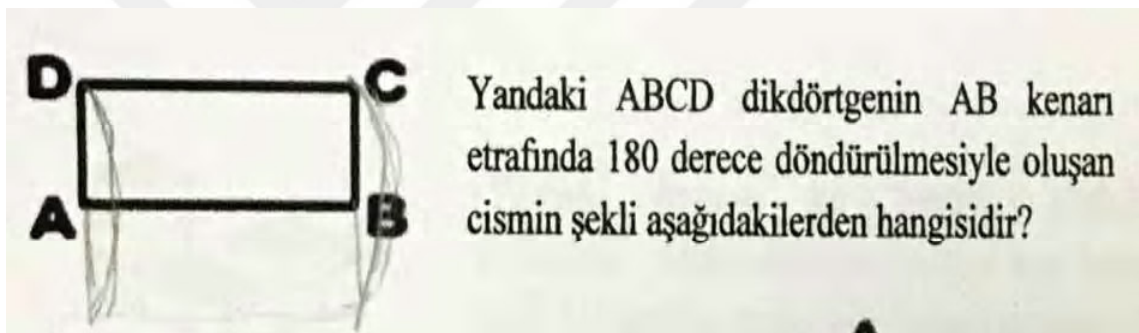 D
C
Yandaki ABCD dikdörtgenin AB kenarı
etrafında 180 derece döndürülmesiyle oluşan
A
B
cismin şekli aşağıdakilerden hangisidir?